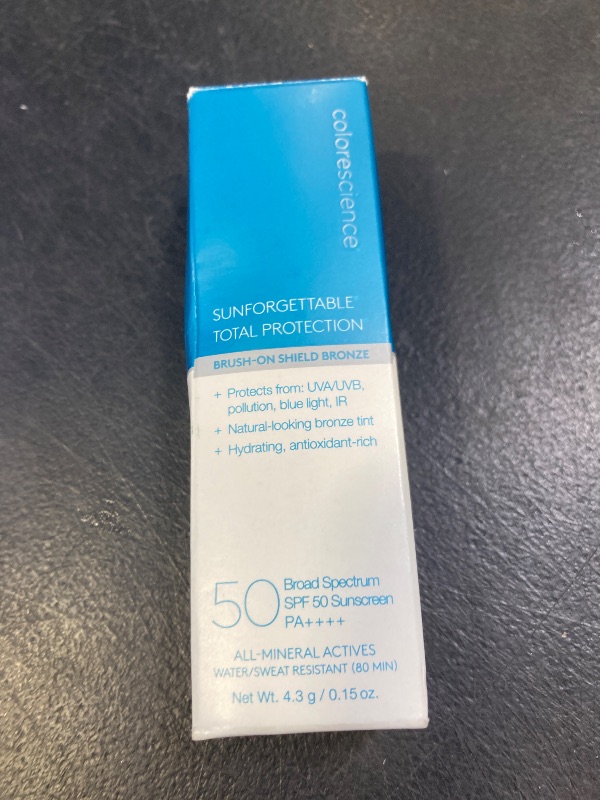 colorescience
SUNFORGETTABLE™
TOTAL PROTECTION™
BRUSH-ON SHIELD BRONZE
+ Protects from: UVA/UVB,
pollution, blue light, IR
+ Natural-looking bronze tint
+ Hydrating, antioxidant-rich
50
Broad Spectrum
SPF 50 Sunscreen
PA++++
ALL-MINERAL ACTIVES
WATER/SWEAT RESISTANT (80 MIN)
Net Wt. 4.3 g / 0.15 oz.